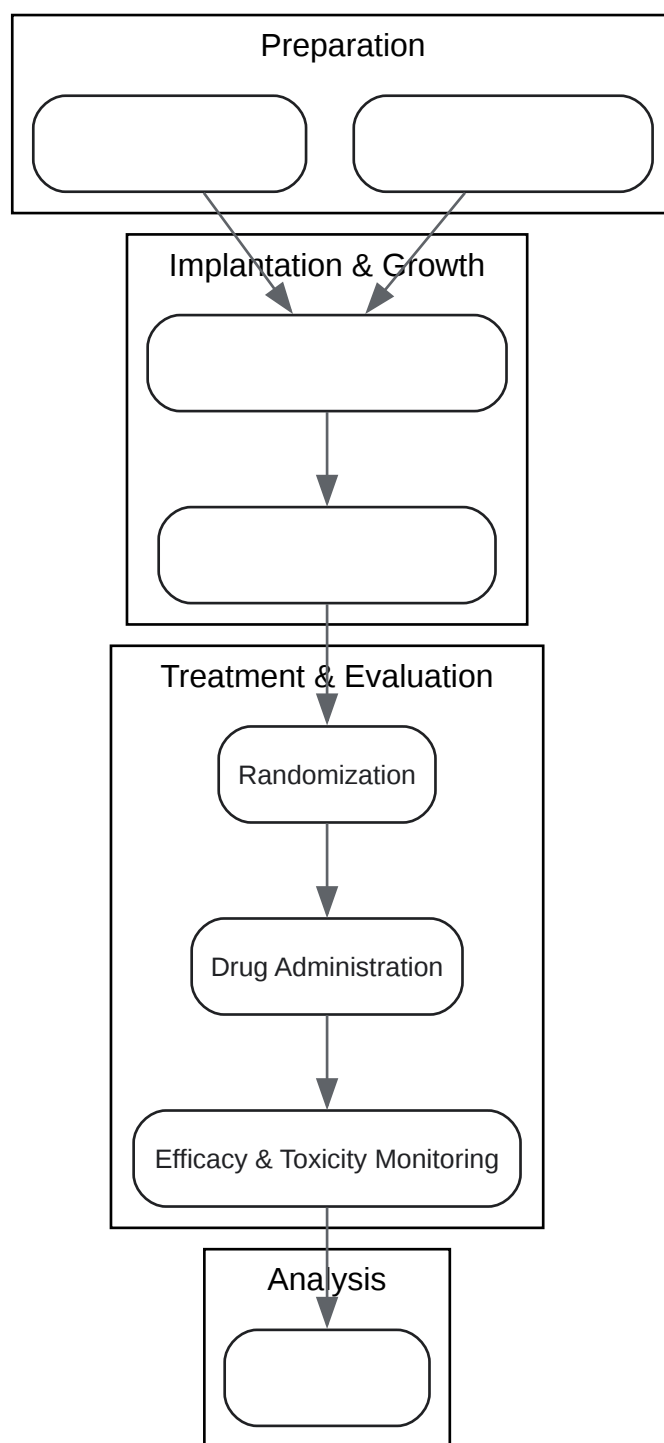 Preparation
Implantation & Growth
Treatment & Evaluation
Randomization
Drug Administration
Efficacy & Toxicity Monitoring
Analysis